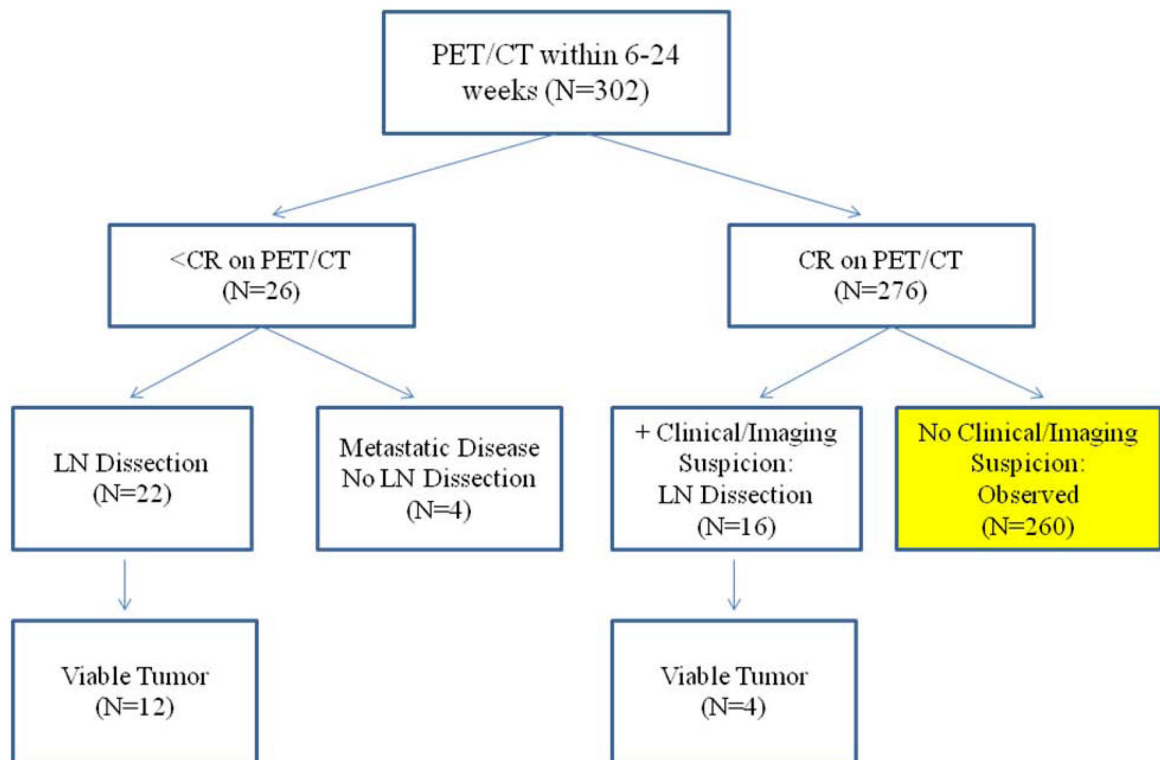 PET/CT within 6-24
weeks (N=302)
<CR on PET/CT
(N=26)
CR on PET/CT
(N=276)
LN Dissection
(N=22)
Metastatic Disease
No LN Dissection
(N=4)
+ Clinical/Imaging
Suspicion:
LN Dissection
(N=16)
No Clinical/Imaging
Suspicion:
Observed
(N=260)
Viable Tumor
(N=12)
Viable Tumor
(N=4)